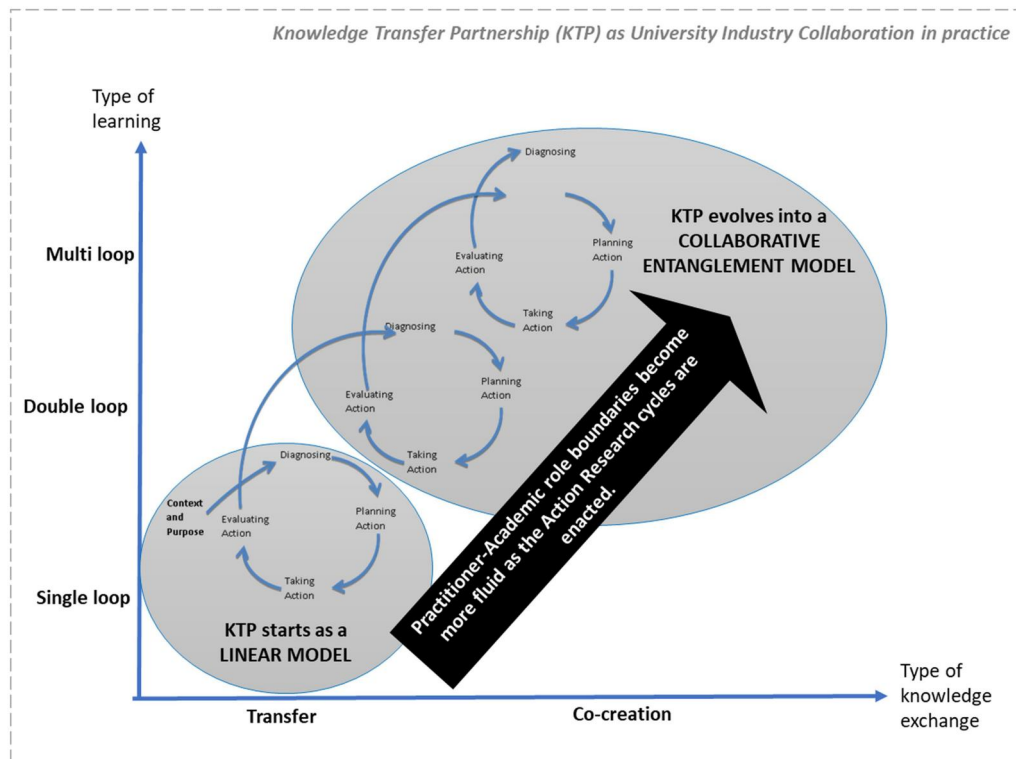 Knowledge Transfer Partnership (KTP) as University Industry Collaboration in practice
Type of
learning
Multi loop
Double loop
Single loop
Diagnosing
Planning
Action
Taking
Action
Evaluating
Action
KTP evolves into a
COLLABORATIVE
ENTANGLEMENT MODEL
Diagnosing
Planning
Action
Taking
Action
Evaluating
Action
Context
and
Purpose
Diagnosing
Planning
Action
Taking
Action
Evaluating
Action
KTP starts as a
LINEAR MODEL
Practitioner-Academic role boundaries become
more fluid as the Action Research cycles are
enacted.
Transfer
Co-creation
Type of
knowledge
exchange